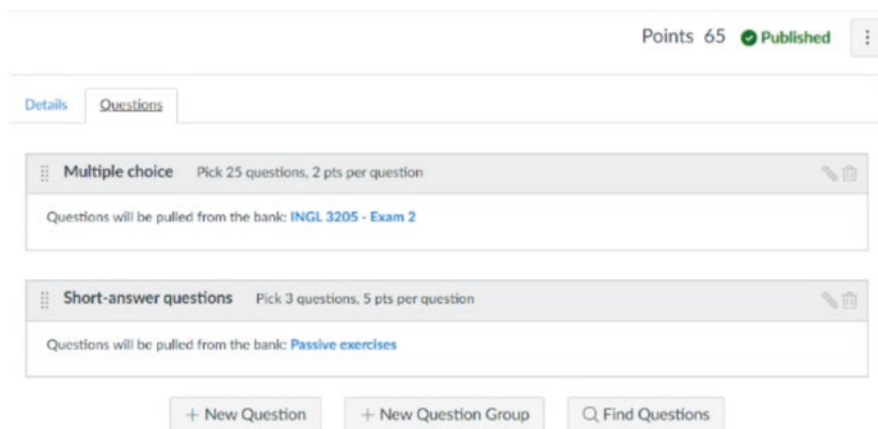 Points 65 Published
Details Questions
Multiple choice Pick 25 questions, 2 pts per question
Questions will be pulled from the bank: INGL 3205 - Exam 2
Short-answer questions Pick 3 questions, 5 pts per question
Questions will be pulled from the bank: Passive exercises
+ New Question + New Question Group Find Questions